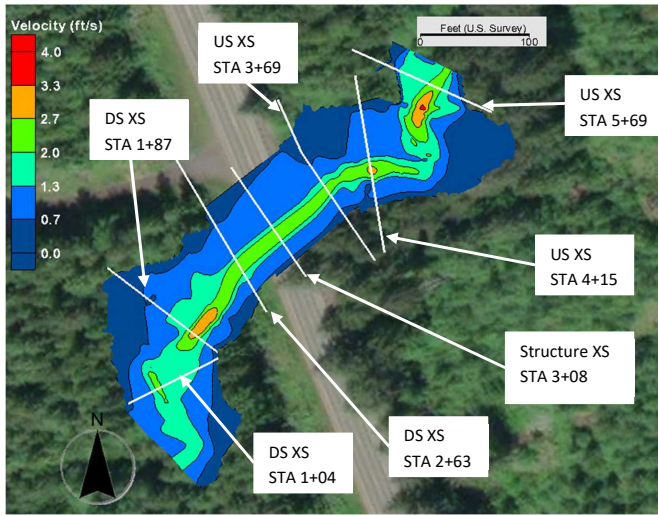 Velocity (ft/s)
4.0
3.3
2.7
2.0
1.3
0.7
0.0
US XS
STA 3+69
Feet (U.S. Survey)
0
100
DS XS
STA 1+87
US XS
STA 5+69
US XS
STA 4+15
Structure XS
STA 3+08
DS XS
STA 2+63
DS XS
STA 1+04
N